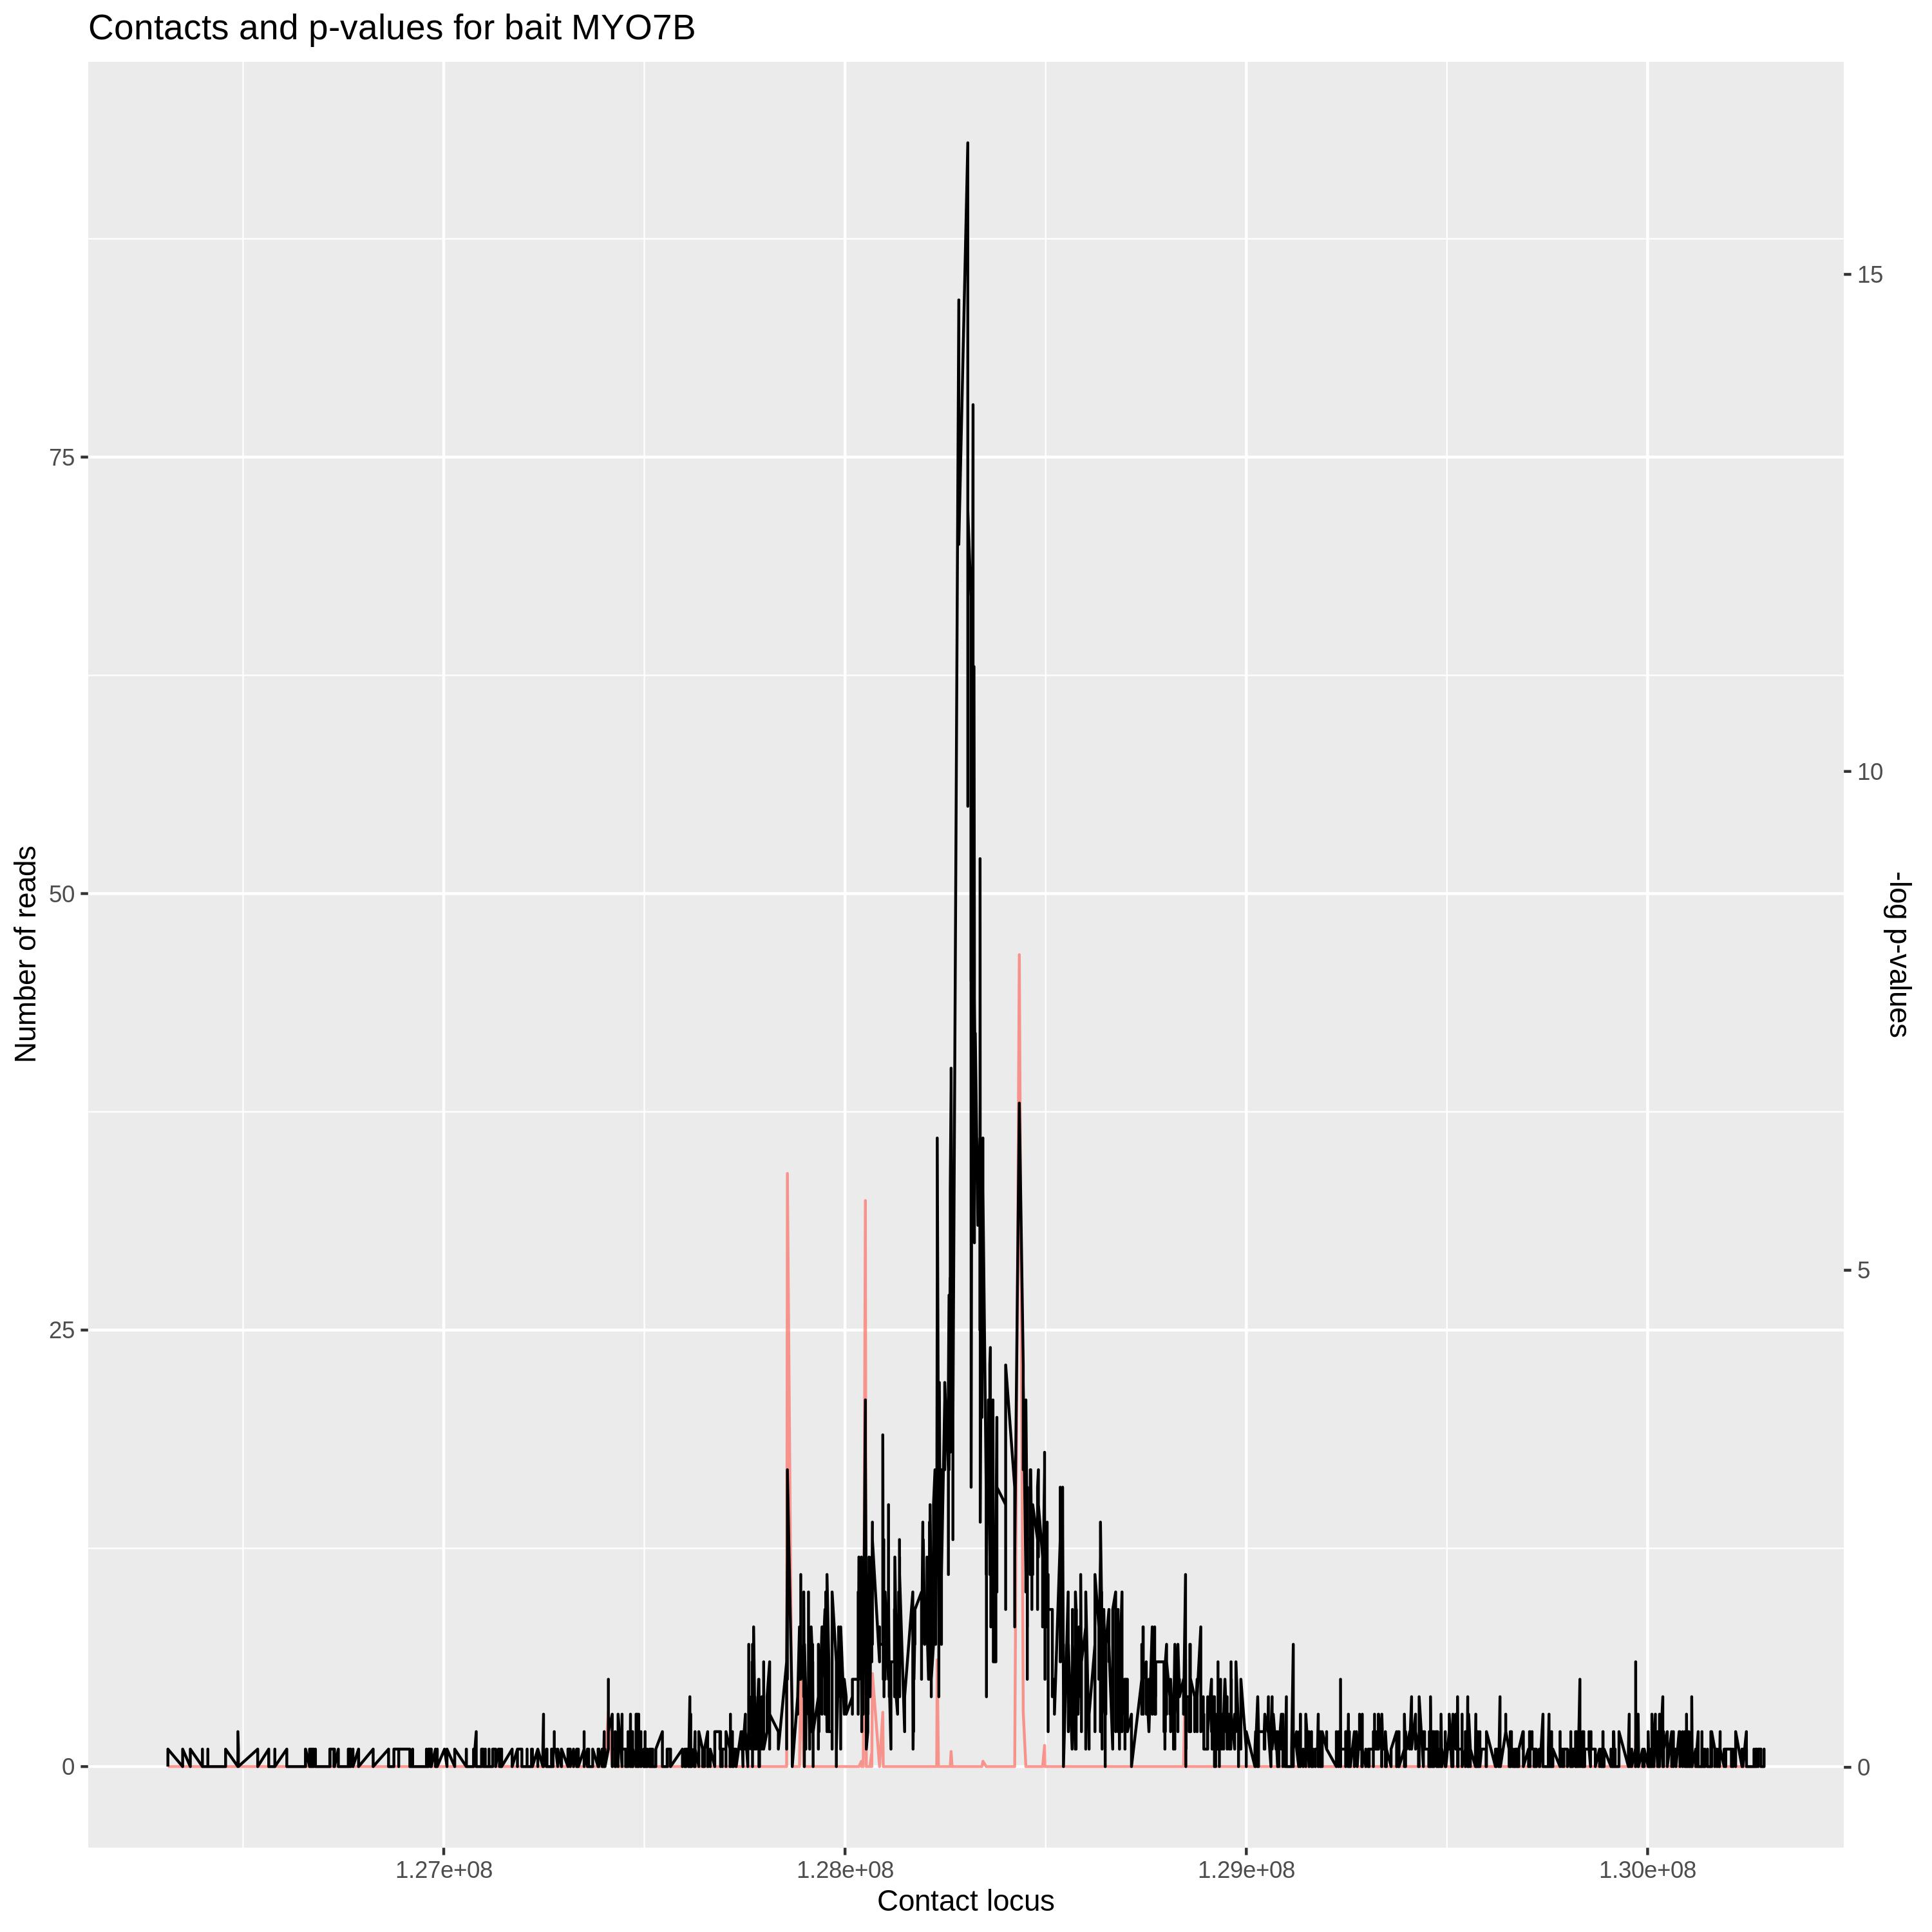 Contacts and p-values for bait MYO7B
Number of reads
75
50
25
0
15
10
5
0
-log p-values
1.27e+08
1.28e+08
1.29e+08
1.30e+08
Contact locus